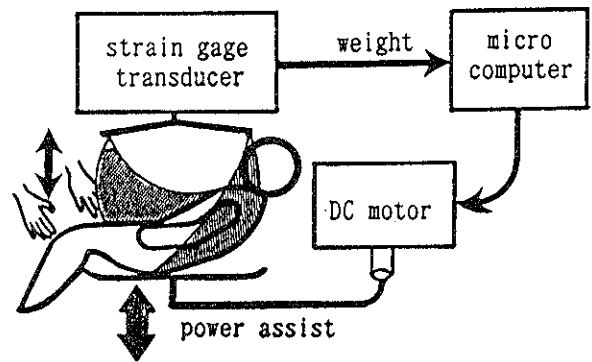 strain gage
transducer
weight
micro
computer
DC motor
power assist